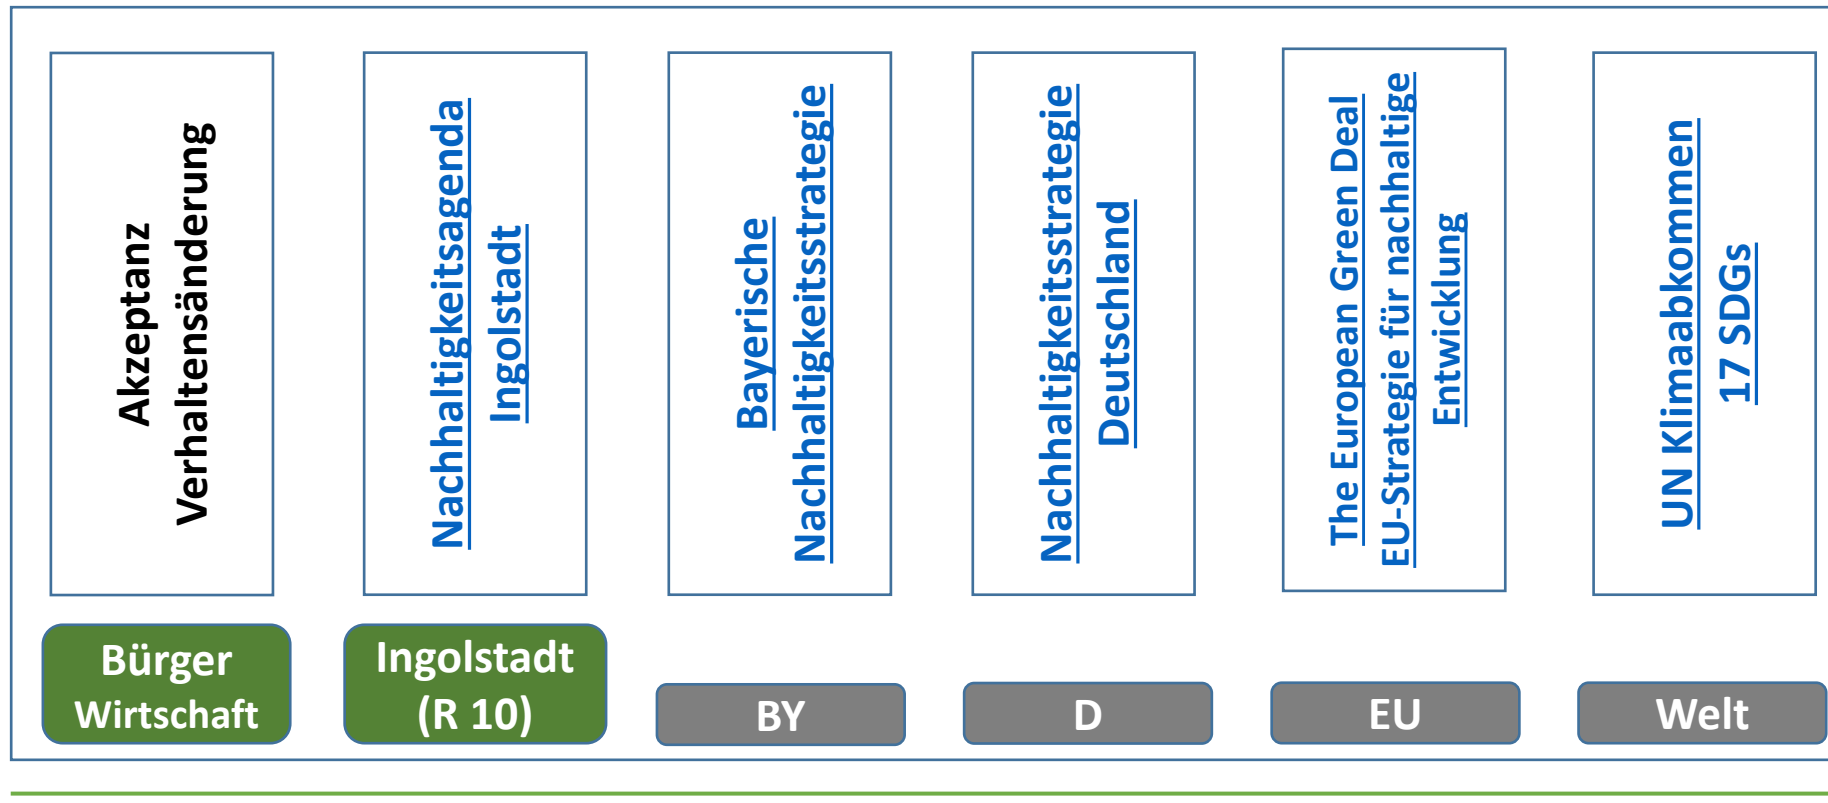 Akzeptanz
Verhaltensänderung
Nachhaltigkeitsagenda
Ingolstadt
Bayerische
Nachhaltigkeitsstrategie
Nachhaltigkeitsstrategie
Deutschland
The European Green Deal
EU-Strategie für nachhaltige
Entwicklung
UN Klimaabkommen
17 SDGs
Bürger
Wirtschaft
Ingolstadt
(R 10)
BY
D
EU
Welt